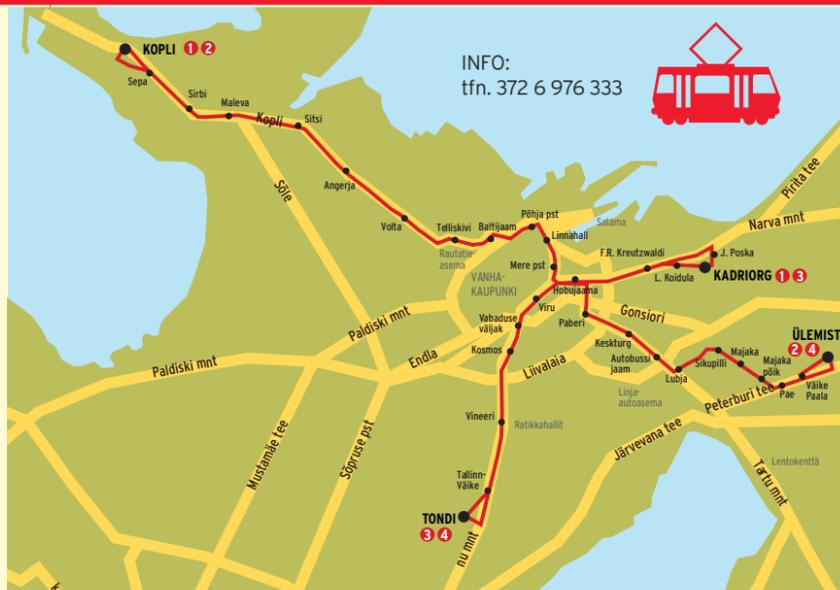 KOPLI 1 2
Sepa
Sirbi
Maleva
Kopli
Sitsi
INFO:
tfn. 372 6 976 333
Sõle
Angerja
Volta
Telliskivi
Baltijaam
Põhja pst
Linnahall
Satama
Rautatie-
asema
Mere pst
F.R. Kreutzwaldi
J. Poska
L. Koidula
KADRIORG 1 3
Pirita tee
Narva mnt
VANHA-
KAUPUNKI
Hobujaama
Viru
Paberi
Gonsiori
Vabaduse
väljak
Kosmos
Keskturg
Autobussi
jaam
Lubja
Sikupilli
Majaka
Majaka
põik
Pae
Väike
Paala
ÜLEMIST
2 4
Paldiski mnt
Paldiski mnt
Endla
Liivalaia
Linja-
autoasema
Peterburi tee
Järvevana tee
Vineeri
Ratikkahallit
Mustamäe tee
Sõpruse pst
Tallinn-
Väike
TONDI
3 4
nu mnt
Tartu mnt
Lentokenttä